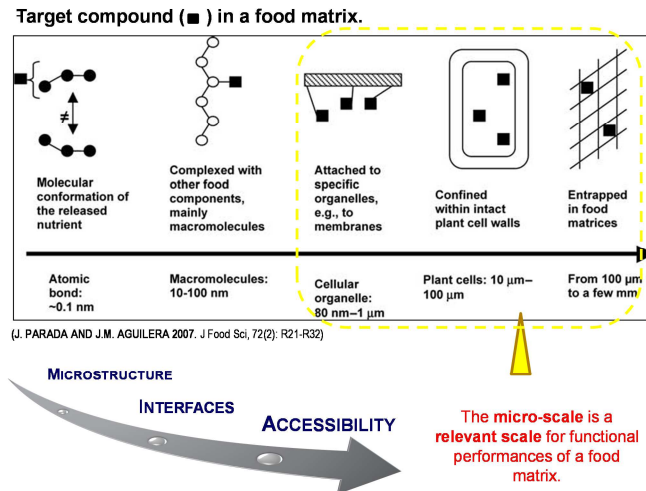 Target compound (■) in a food matrix.
≠
Molecular
conformation of
the released
nutrient
Complexed with
other food
components,
mainly
macromolecules
Attached to
specific
organelles,
e.g., to
membranes
Confined
within intact
plant cell walls
Entrapped
in food
matrices
Atomic
bond:
~0.1 nm
Macromolecules:
10-100 nm
Cellular
organelle:
80 nm–1 μm
Plant cells: 10 μm–
100 μm
From 100 μm
to a few mm
(J. PARADA AND J.M. AGUILERA 2007. J Food Sci, 72(2): R21-R32)
MICROSTRUCTURE
INTERFACES
ACCESSIBILITY
The micro-scale is a
relevant scale for functional
performances of a food
matrix.